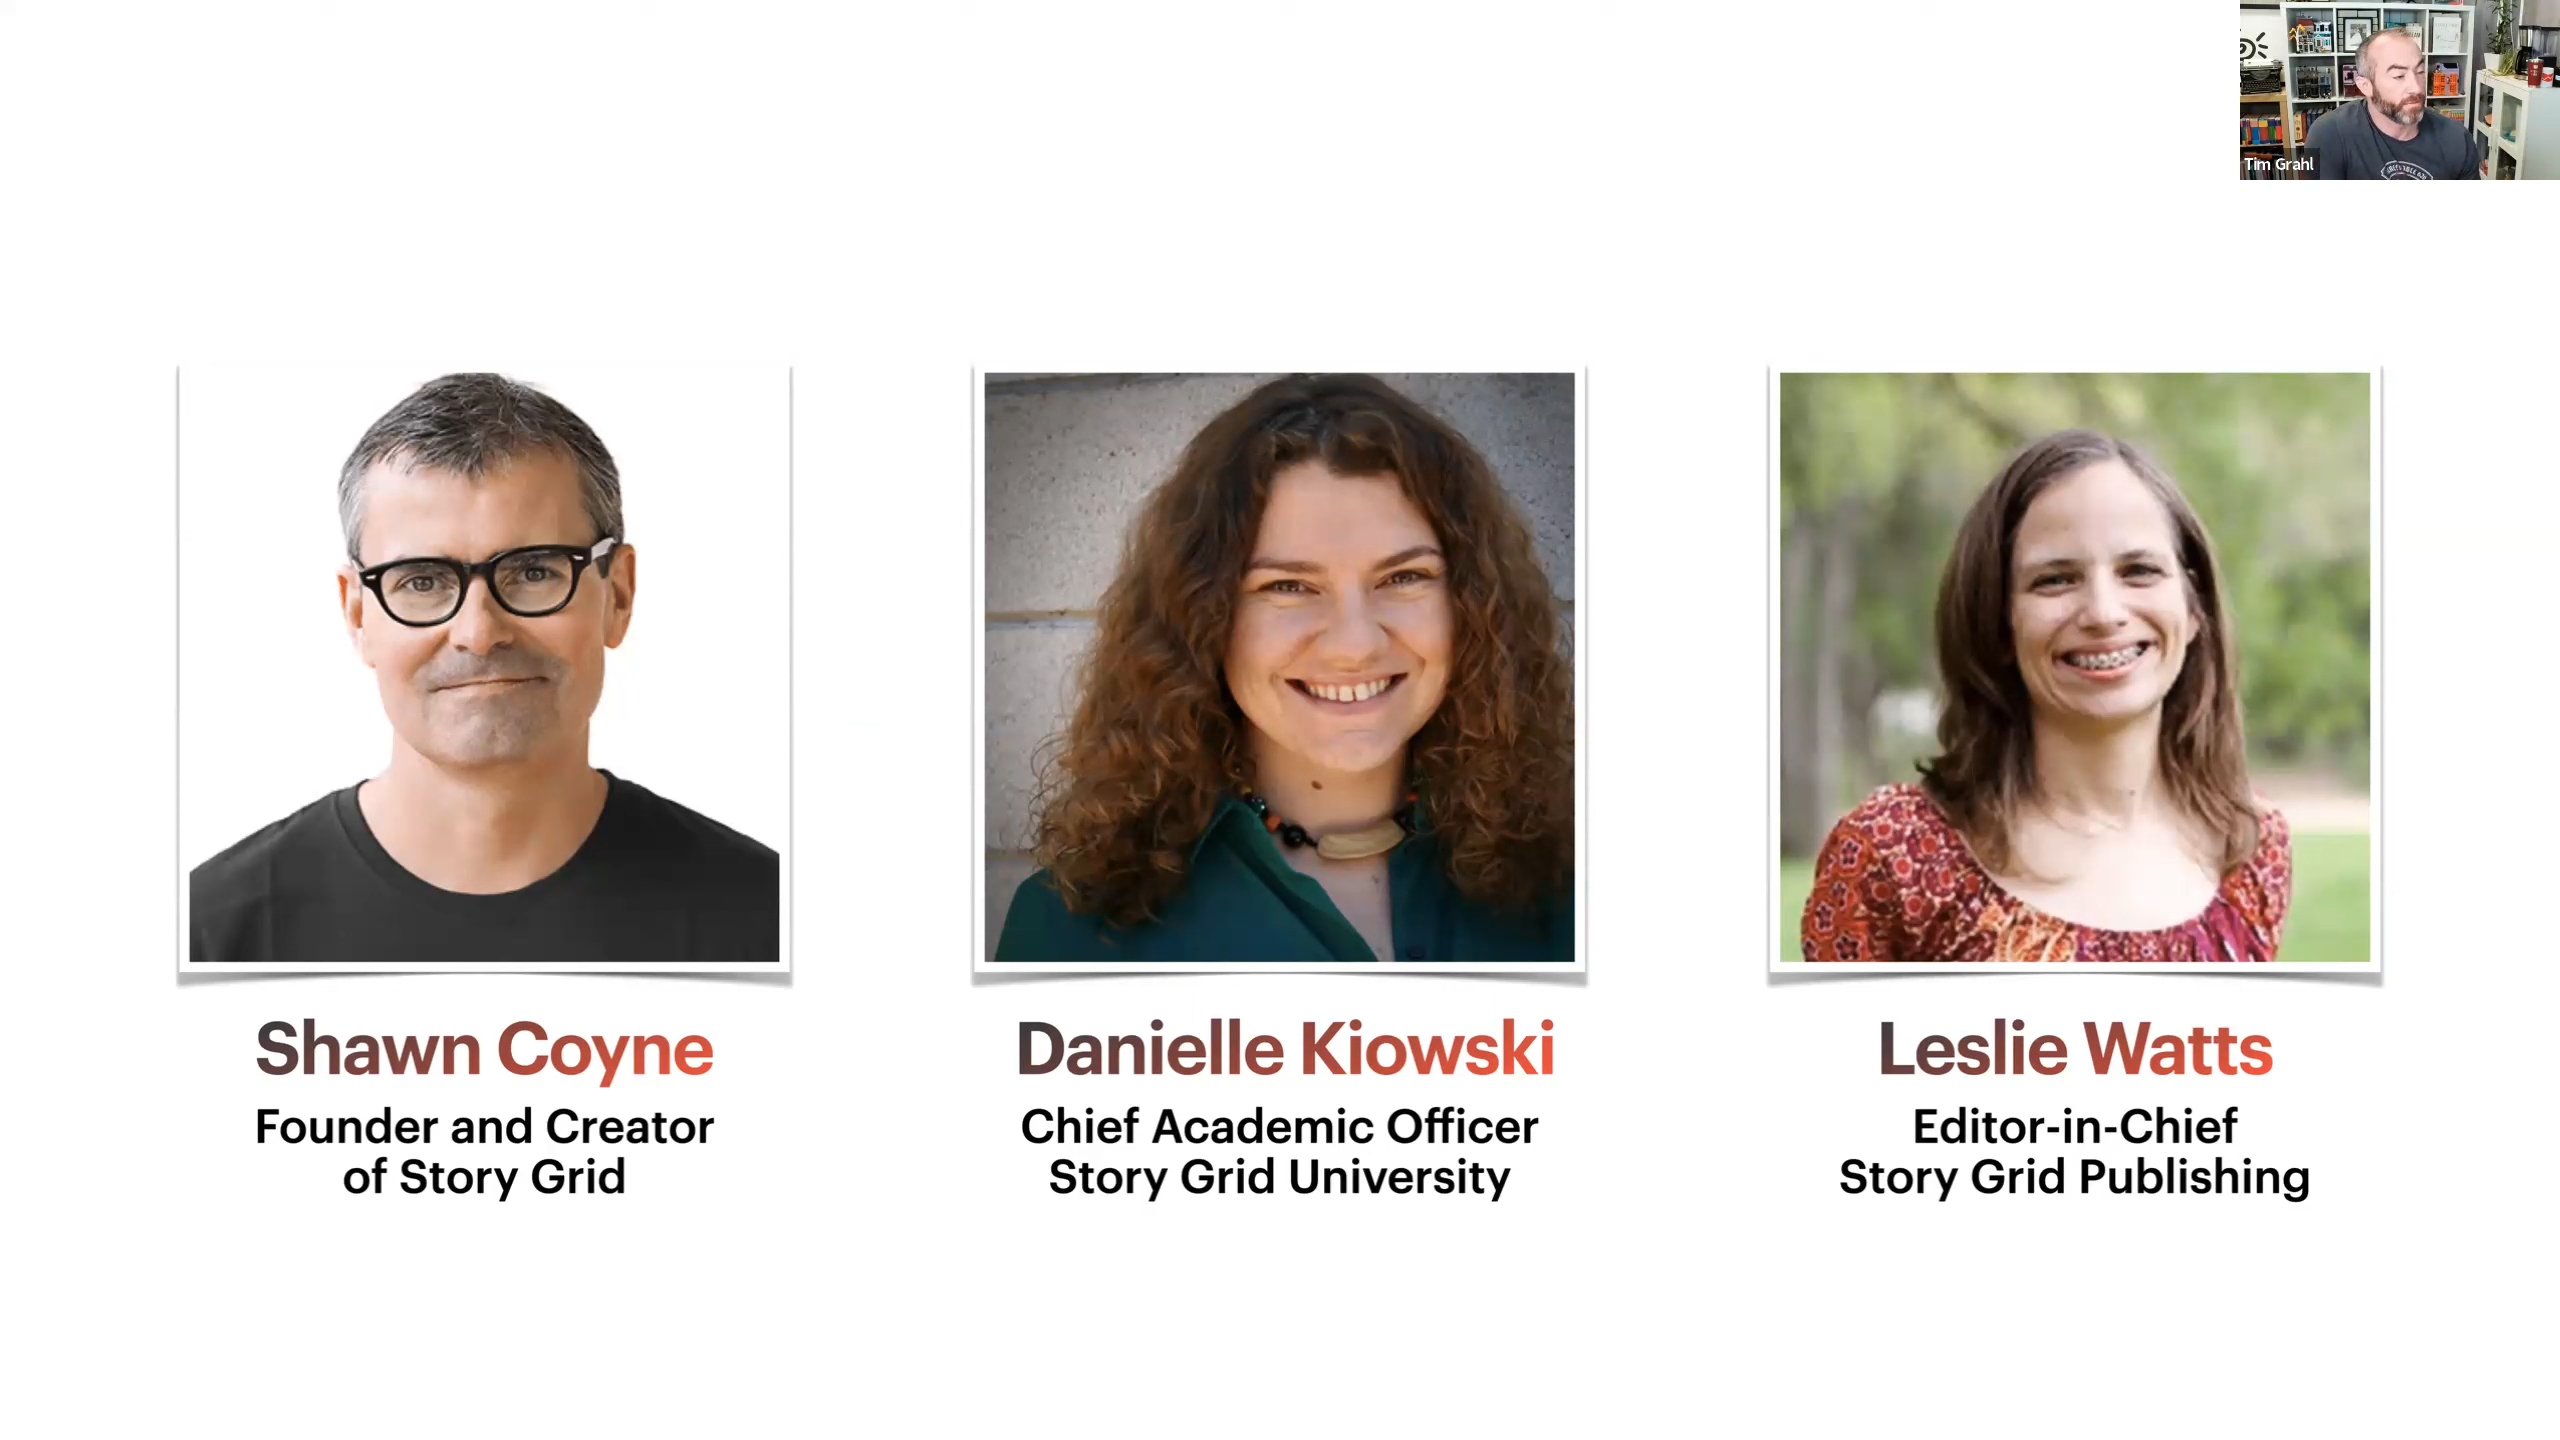 Tim Grahl
Shawn Coyne
Founder and Creator
of Story Grid
Danielle Kiowski
Chief Academic Officer
Story Grid University
Leslie Watts
Editor-in-Chief
Story Grid Publishing